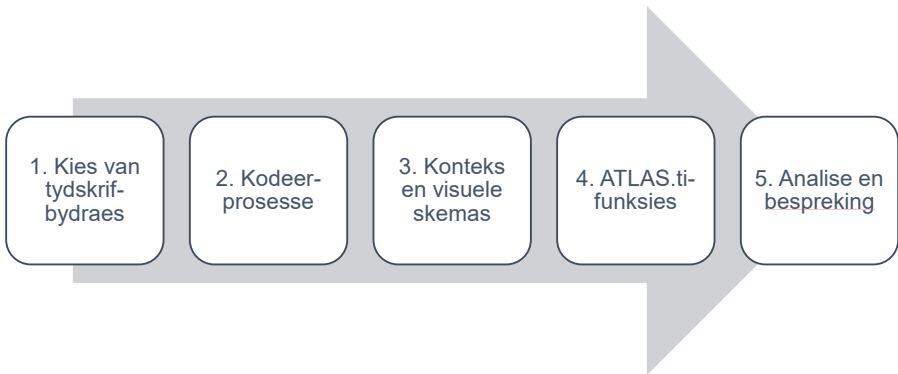 1. Kies van
tydskrif-
bydraes
2. Kodeer-
prosesse
3. Konteks
en visuele
skemas
4. ATLAS.ti-
funksies
5. Analise en
bespreking